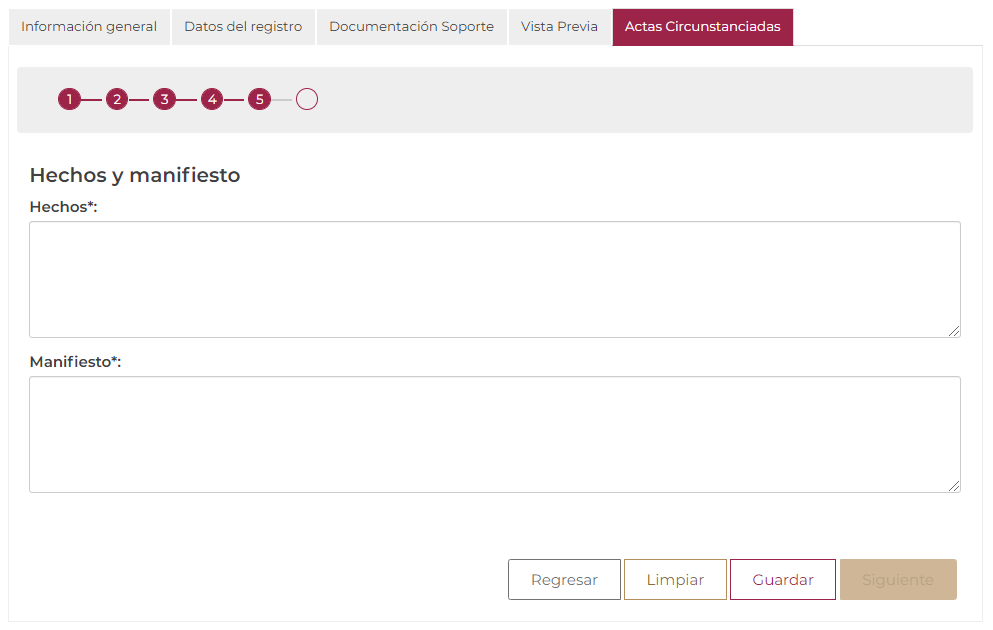 Información general Datos del registro Documentación Soporte Vista Previa Actas Circunstanciadas
1 2 3 4 5
Hechos y manifiesto
Hechos*:
Manifiesto*:
Regresar Limpiar Guardar Siguiente